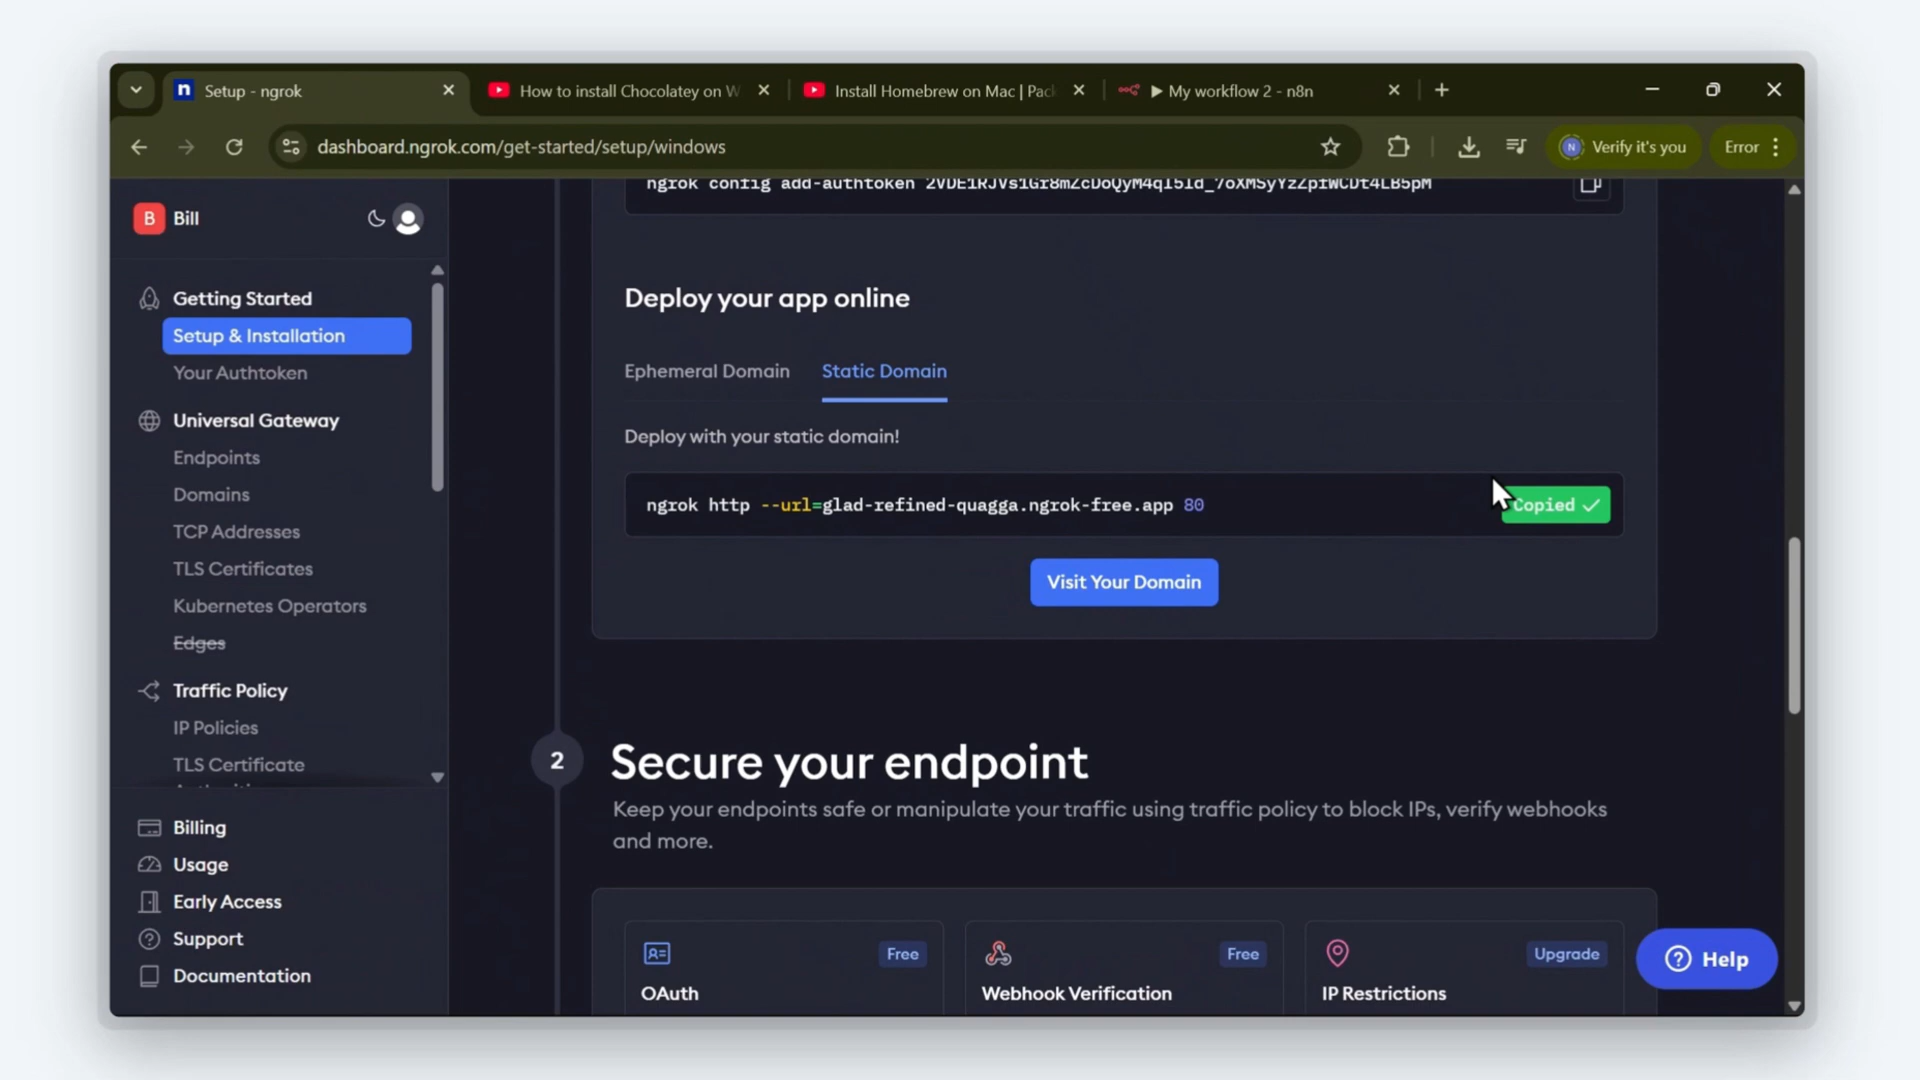 Setup - ngrok
How to install Chocolatey on W
Install Homebrew on Mac | Pack
▶ My workflow 2 - n8n
dashboard.ngrok.com/get-started/setup/windows
Verify it's you
Error
B Bill
Getting Started
Setup & Installation
Your Authtoken
Universal Gateway
Endpoints
Domains
TCP Addresses
TLS Certificates
Kubernetes Operators
Edges
Traffic Policy
IP Policies
TLS Certificate
Billing
Usage
Early Access
Support
Documentation
ngrok config add-authtoken
Deploy your app online
Ephemeral Domain
Static Domain
Deploy with your static domain!
ngrok http --url=glad-refined-quagga.ngrok-free.app 80
Copied ✓
Visit Your Domain
2
Secure your endpoint
Keep your endpoints safe or manipulate your traffic using traffic policy to block IPs, verify webhooks
and more.
Free
OAuth
Free
Webhook Verification
Upgrade
IP Restrictions
Help